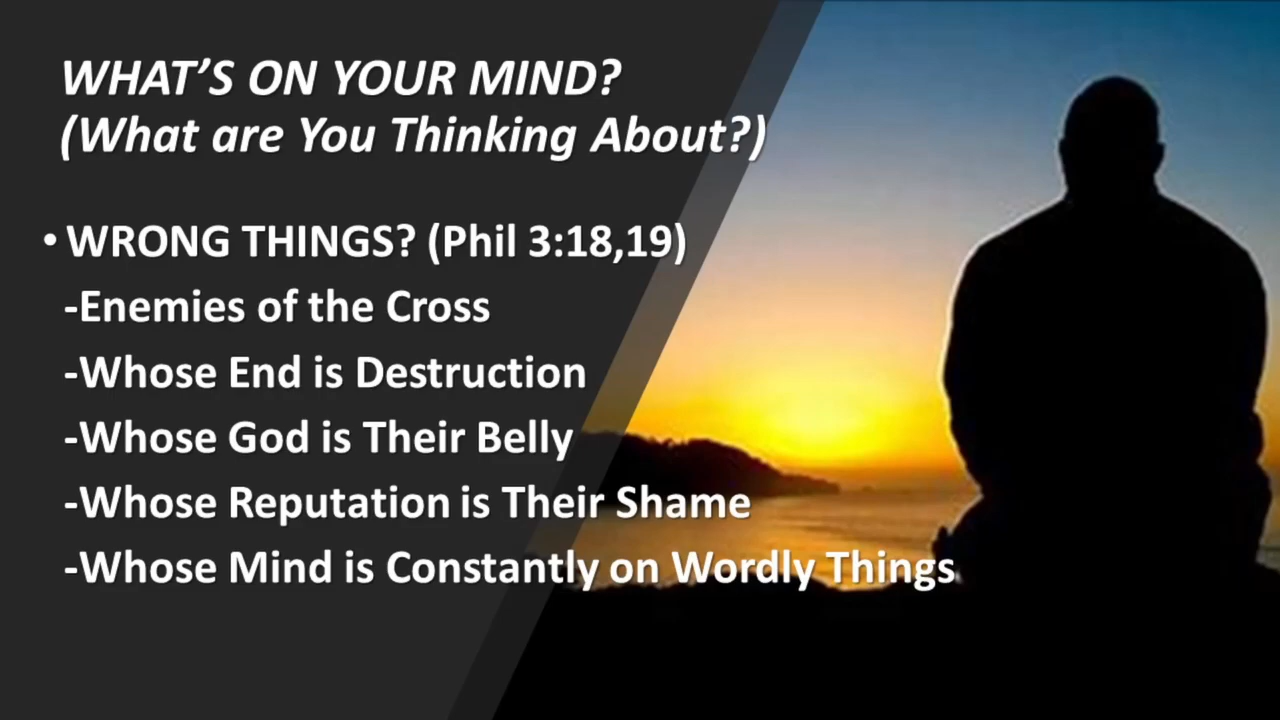 WHAT’S ON YOUR MIND?
(What are You Thinking About?)
• WRONG THINGS? (Phil 3:18,19)
-Enemies of the Cross
-Whose End is Destruction
-Whose God is Their Belly
-Whose Reputation is Their Shame
-Whose Mind is Constantly on Wordly Things